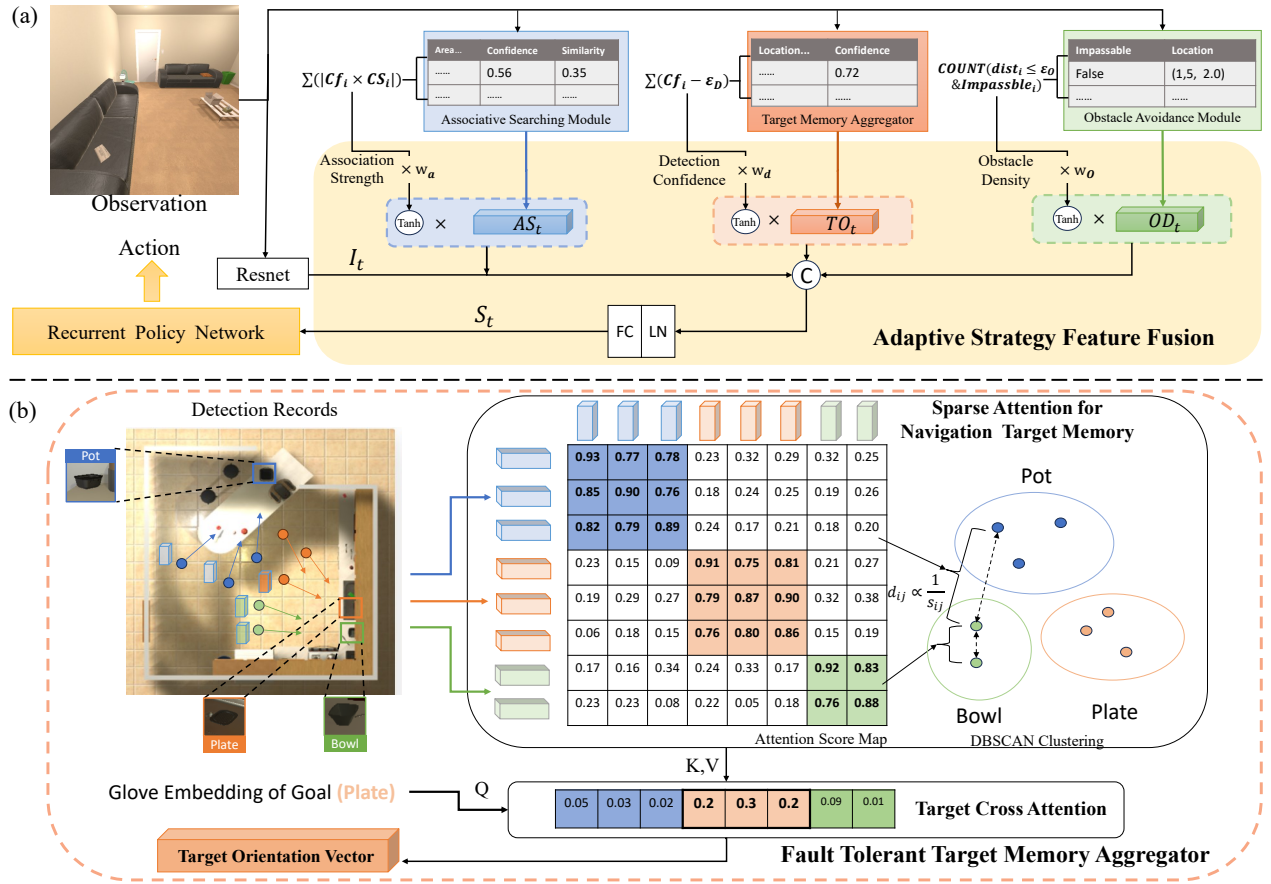 (a)
Observation
Action
Resnet
Recurrent Policy Network
∑(|Cf_i × CS_i|)
Area... Confidence Similarity
...... 0.56 0.35
...... ...... ......
Associative Searching Module
∑(Cf_i − ε_D)
Location... Confidence
...... 0.72
...... ......
Target Memory Aggregator
COUNT(dist_i ≤ ε_O
&Impassble_i)
Impassable Location
False (1,5, 2.0)
...... ......
Obstacle Avoidance Module
Association
Strength
× w_a
Tanh × AS_t
Detection
Confidence
× w_d
Tanh × TO_t
Obstacle
Density
× w_O
Tanh × OD_t
I_t
C
S_t
FC LN
Adaptive Strategy Feature Fusion
(b)
Detection Records
Pot
Plate
Bowl
Sparse Attention for
Navigation Target Memory
0.93 0.77 0.78 0.23 0.32 0.29 0.32 0.25
0.85 0.90 0.76 0.18 0.24 0.25 0.19 0.26
0.82 0.79 0.89 0.24 0.17 0.21 0.18 0.20
0.23 0.15 0.09 0.91 0.75 0.81 0.21 0.27
0.19 0.29 0.27 0.79 0.87 0.90 0.32 0.38
0.06 0.18 0.15 0.76 0.80 0.86 0.15 0.19
0.17 0.16 0.34 0.24 0.33 0.17 0.92 0.83
0.23 0.23 0.08 0.22 0.05 0.18 0.76 0.88
Attention Score Map
Pot
d_ij ∝ 1/s_ij
Bowl
Plate
DBSCAN Clustering
K,V
Glove Embedding of Goal (Plate)
Q
0.05 0.03 0.02 0.2 0.3 0.2 0.09 0.01
Target Cross Attention
Target Orientation Vector
Fault Tolerant Target Memory Aggregator